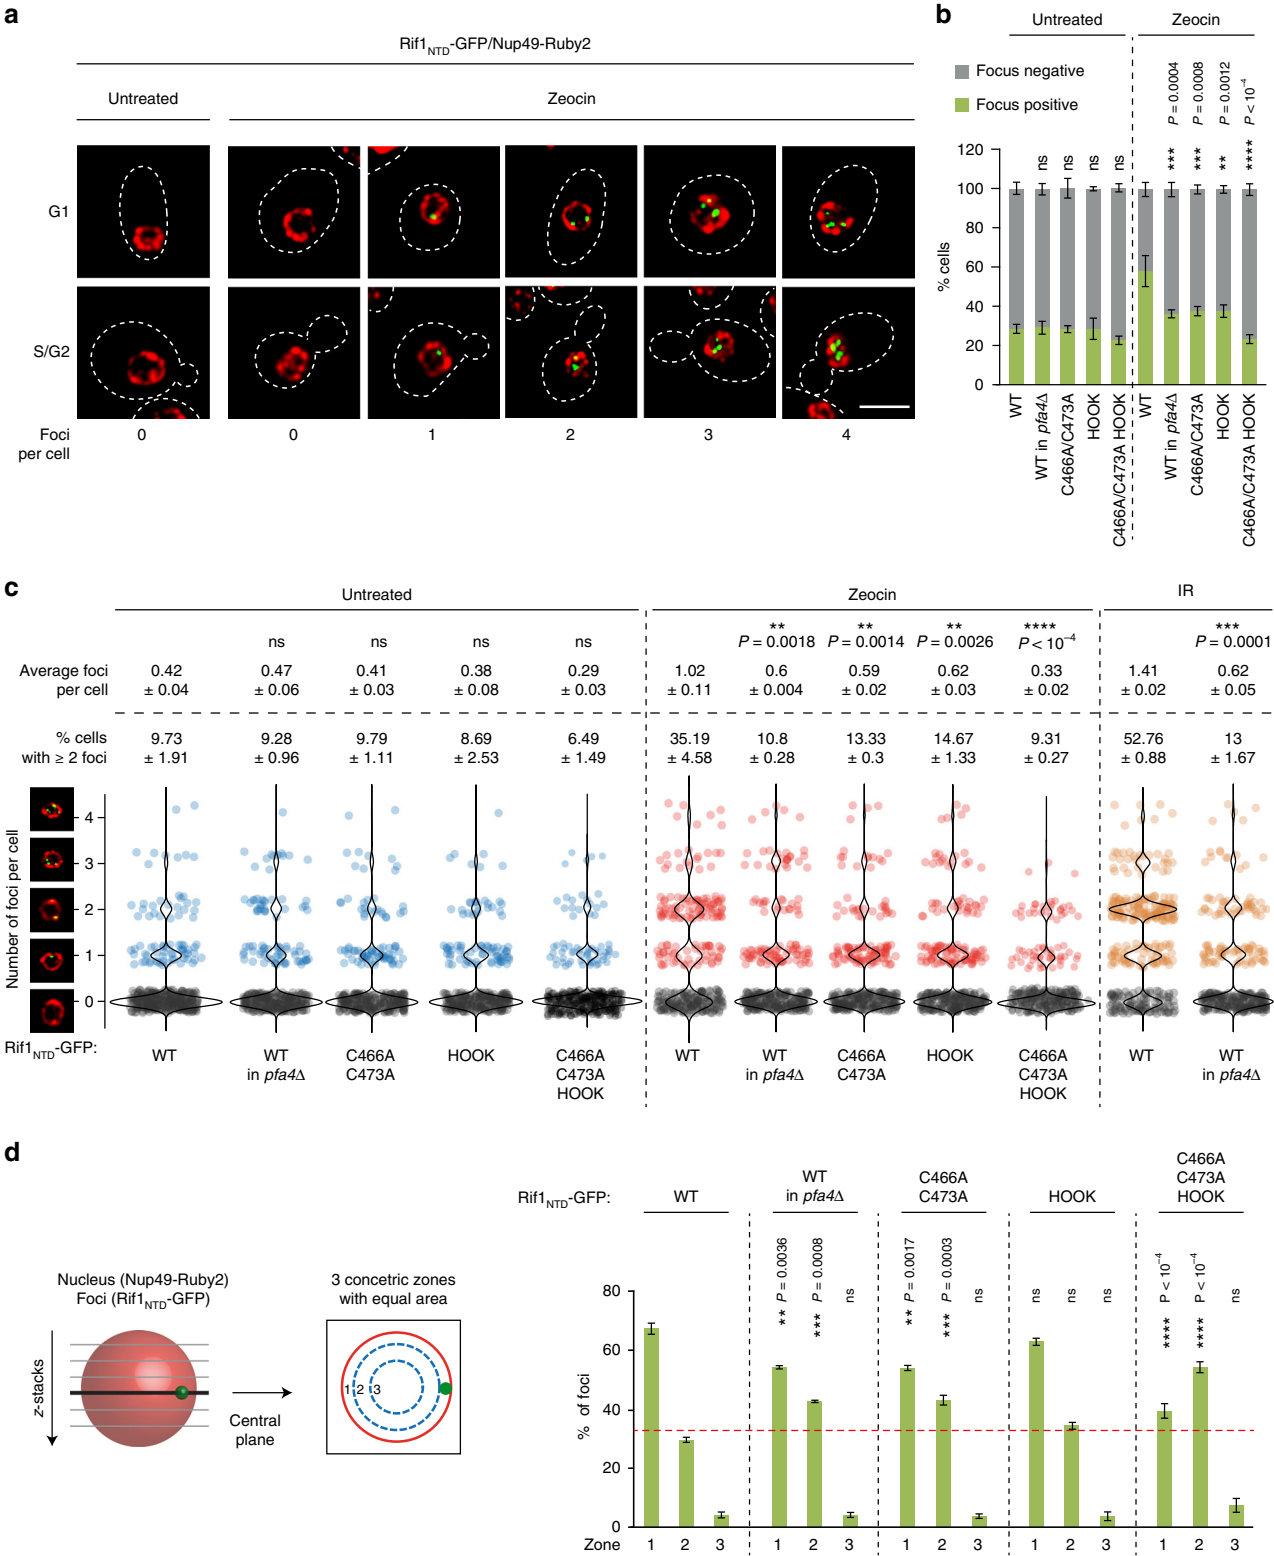 a
Rif1NTD-GFP/Nup49-Ruby2
Untreated
Zeocin
G1
S/G2
Foci per cell
0 0 1 2 3 4
b
Untreated
Zeocin
Focus negative
Focus positive
P = 0.0004
P = 0.0008
P = 0.0012
P < 10⁻⁴
ns ns ns ns *** *** ** ****
% cells
120
100
80
60
40
20
0
WT
WT in pfa4Δ
C466A/C473A
HOOK
C466A/C473A HOOK
WT
WT in pfa4Δ
C466A/C473A
HOOK
C466A/C473A HOOK
c
Untreated
Zeocin
IR
ns ns ns ns ** ** ** **** ***
P = 0.0018 P = 0.0014 P = 0.0026 P < 10⁻⁴ P = 0.0001
Average foci 0.42 0.47 0.41 0.38 0.29 1.02 0.6 0.59 0.62 0.33 1.41 0.62
per cell ± 0.04 ± 0.06 ± 0.03 ± 0.08 ± 0.03 ± 0.11 ± 0.004 ± 0.02 ± 0.03 ± 0.02 ± 0.02 ± 0.05
% cells 9.73 9.28 9.79 8.69 6.49 35.19 10.8 13.33 14.67 9.31 52.76 13
with ≥ 2 foci ± 1.91 ± 0.96 ± 1.11 ± 2.53 ± 1.49 ± 4.58 ± 0.28 ± 0.3 ± 1.33 ± 0.27 ± 0.88 ± 1.67
Number of foci per cell
4
3
2
1
0
Rif1NTD-GFP: WT WT C466A HOOK C466A WT WT C466A HOOK C466A WT WT
in pfa4Δ C473A C473A in pfa4Δ C473A C473A in pfa4Δ
HOOK HOOK
d
Nucleus (Nup49-Ruby2)
Foci (Rif1NTD-GFP)
z-stacks
Central
plane
3 concetric zones
with equal area
1 2 3
Rif1NTD-GFP:
WT
WT
in pfa4Δ
C466A
C473A
HOOK
C466A
C473A
HOOK
** P = 0.0036
*** P = 0.0008
ns
** P = 0.0017
*** P = 0.0003
ns
ns
ns
ns
**** P < 10⁻⁴
**** P < 10⁻⁴
ns
% of foci
80
60
40
20
0
Zone 1 2 3 1 2 3 1 2 3 1 2 3 1 2 3